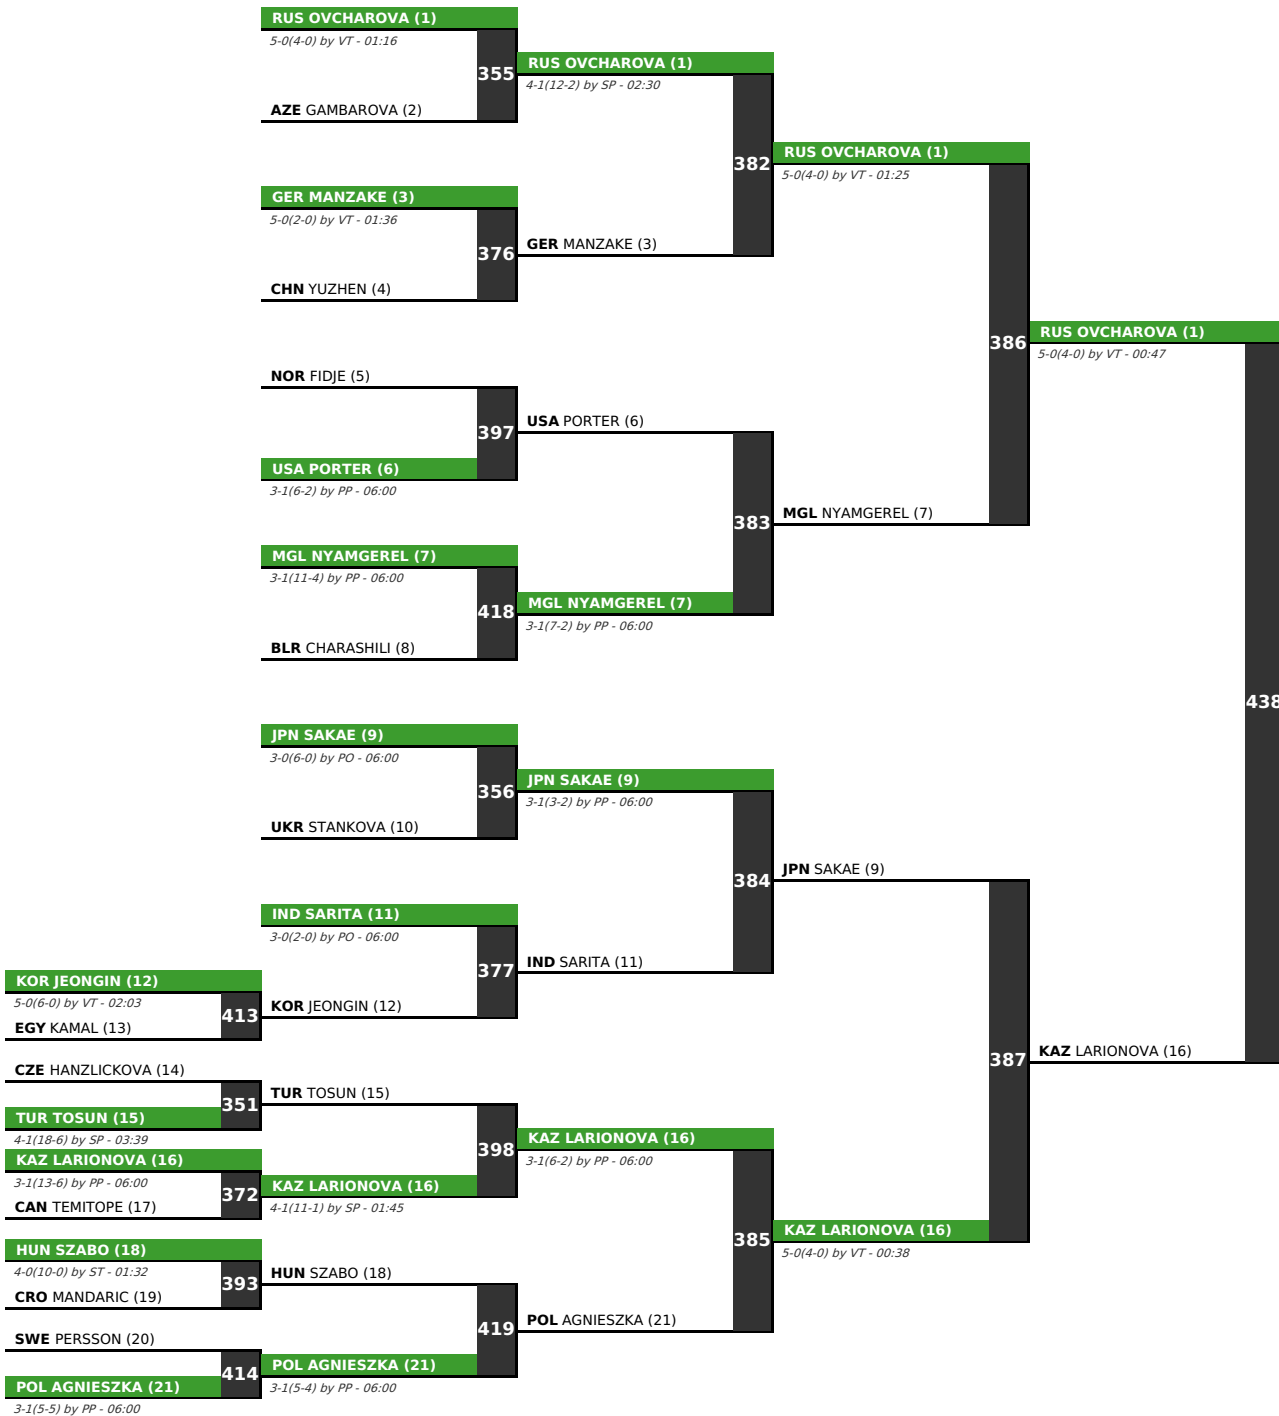 RUS OVCHAROVA (1)
5-0(4-0) by VT - 01:16
355
AZE GAMBAROVA (2)
GER MANZAKE (3)
5-0(2-0) by VT - 01:36
376
CHN YUZHEN (4)
NOR FIDJE (5)
397
USA PORTER (6)
3-1(6-2) by PP - 06:00
MGL NYAMGEREL (7)
3-1(11-4) by PP - 06:00
418
BLR CHARASHILI (8)
JPN SAKAE (9)
3-0(6-0) by PO - 06:00
356
UKR STANKOVA (10)
IND SARITA (11)
3-0(2-0) by PO - 06:00
377
KOR JEONGIN (12)
KOR JEONGIN (12)
5-0(6-0) by VT - 02:03
413
EGY KAMAL (13)
CZE HANZLICKOVA (14)
351
TUR TOSUN (15)
4-1(18-6) by SP - 03:39
KAZ LARIONOVA (16)
3-1(13-6) by PP - 06:00
372
CAN TEMITOPE (17)
HUN SZABO (18)
4-0(10-0) by ST - 01:32
393
CRO MANDARIC (19)
SWE PERSSON (20)
414
POL AGNIESZKA (21)
3-1(5-5) by PP - 06:00
TUR TOSUN (15)
398
KAZ LARIONOVA (16)
4-1(11-1) by SP - 01:45
HUN SZABO (18)
419
POL AGNIESZKA (21)
3-1(5-4) by PP - 06:00
RUS OVCHAROVA (1)
4-1(12-2) by SP - 02:30
382
GER MANZAKE (3)
USA PORTER (6)
383
MGL NYAMGEREL (7)
3-1(7-2) by PP - 06:00
JPN SAKAE (9)
3-1(3-2) by PP - 06:00
384
IND SARITA (11)
KAZ LARIONOVA (16)
3-1(6-2) by PP - 06:00
385
POL AGNIESZKA (21)
RUS OVCHAROVA (1)
5-0(4-0) by VT - 01:25
386
MGL NYAMGEREL (7)
JPN SAKAE (9)
387
KAZ LARIONOVA (16)
5-0(4-0) by VT - 00:38
RUS OVCHAROVA (1)
5-0(4-0) by VT - 00:47
438
KAZ LARIONOVA (16)